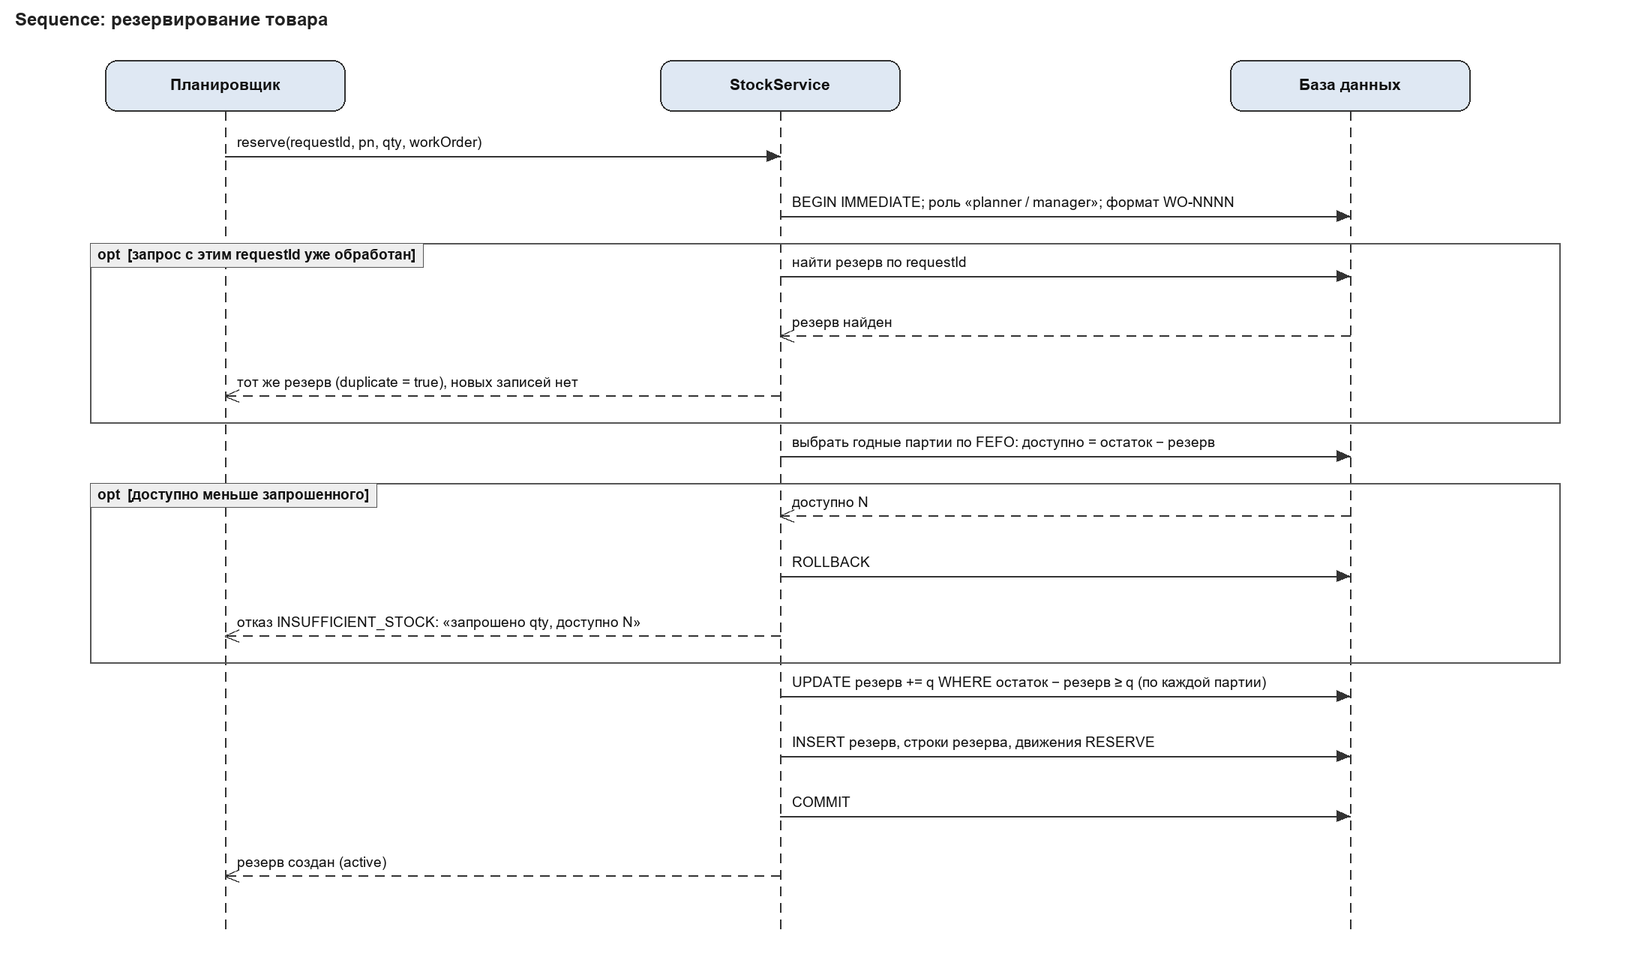 Sequence: резервирование товара
Планировщик
StockService
База данных
reserve(requestId, pn, qty, workOrder)
BEGIN IMMEDIATE; роль «planner / manager»; формат WO-NNNN
opt [запрос с этим requestId уже обработан]
найти резерв по requestId
резерв найден
тот же резерв (duplicate = true), новых записей нет
выбрать годные партии по FEFO: доступно = остаток − резерв
opt [доступно меньше запрошенного]
доступно N
ROLLBACK
отказ INSUFFICIENT_STOCK: «запрошено qty, доступно N»
UPDATE резерв += q WHERE остаток − резерв ≥ q (по каждой партии)
INSERT резерв, строки резерва, движения RESERVE
COMMIT
резерв создан (active)